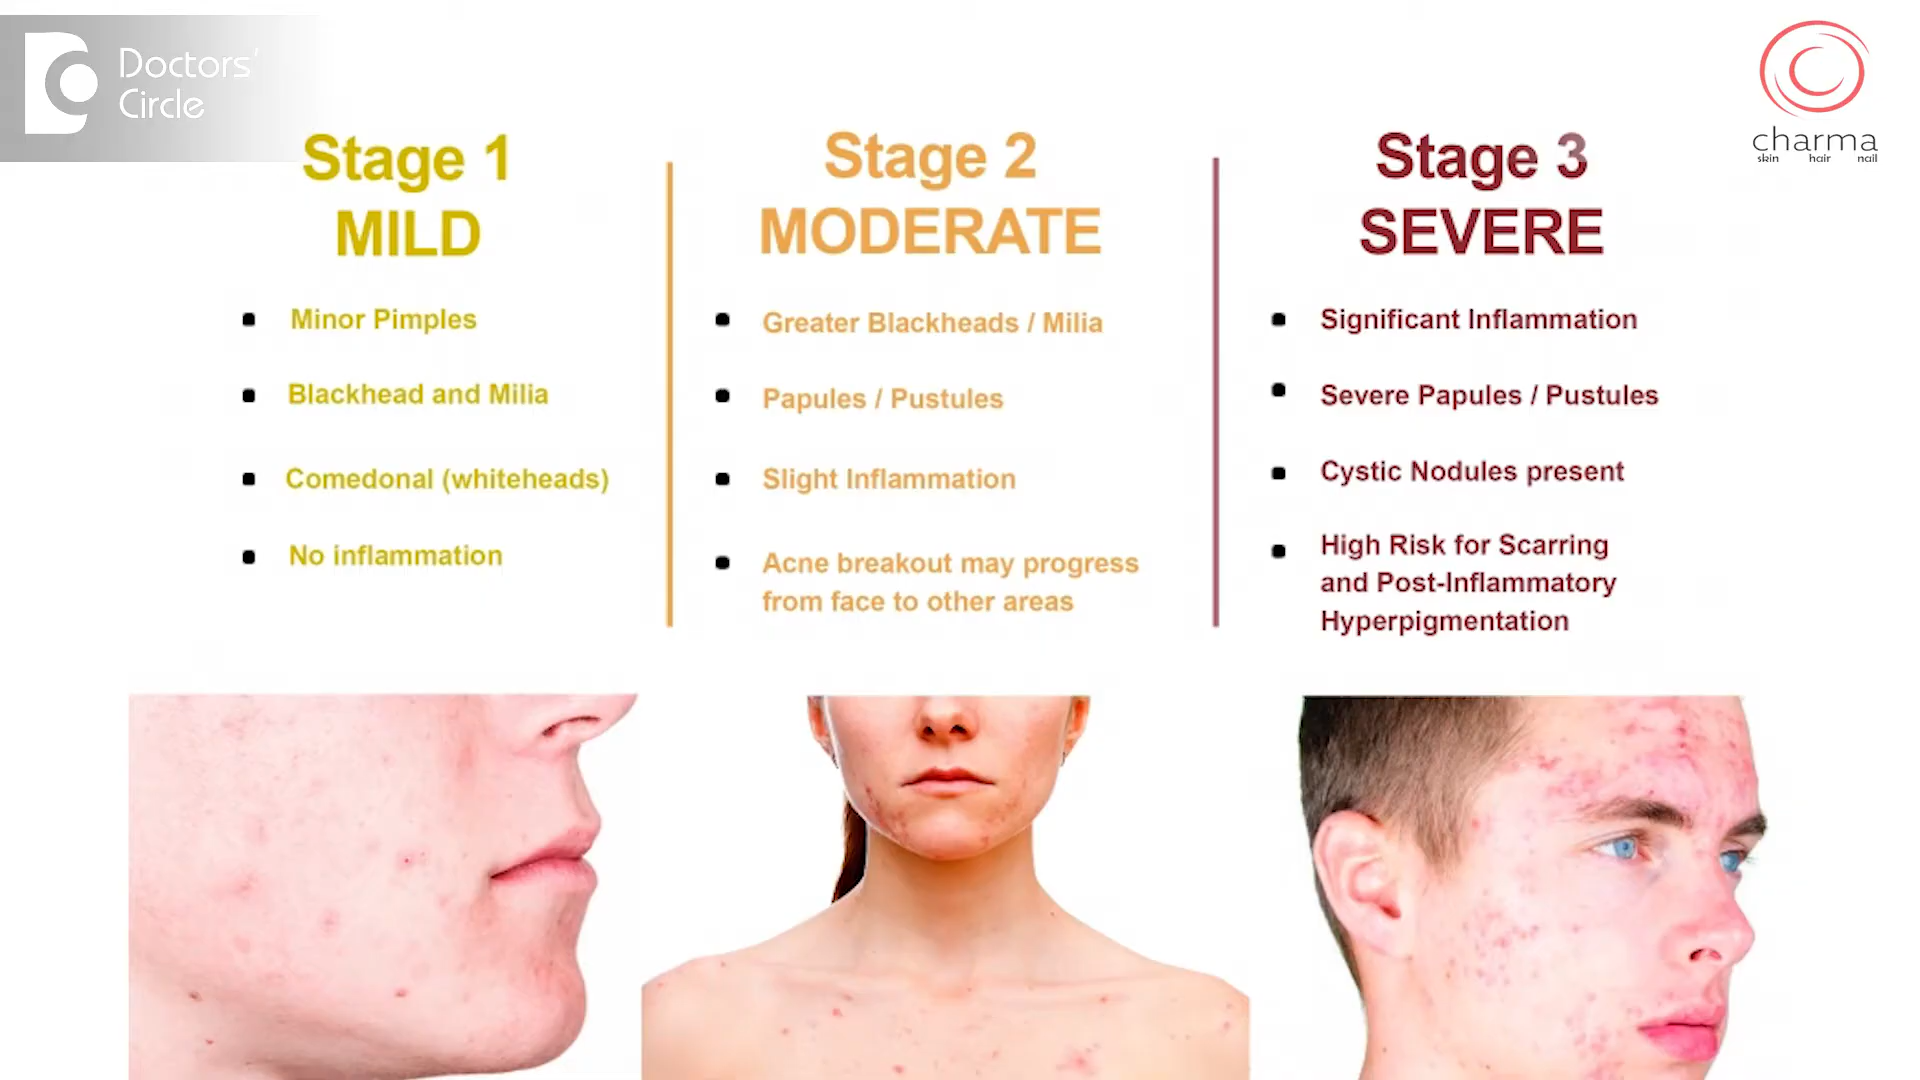 Doctors'
Circle
charma
skin hair nail
Stage 1
MILD
Minor Pimples
Blackhead and Milia
Comedonal (whiteheads)
No inflammation
Stage 2
MODERATE
Greater Blackheads / Milia
Papules / Pustules
Slight Inflammation
Acne breakout may progress
from face to other areas
Stage 3
SEVERE
Significant Inflammation
Severe Papules / Pustules
Cystic Nodules present
High Risk for Scarring
and Post-Inflammatory
Hyperpigmentation